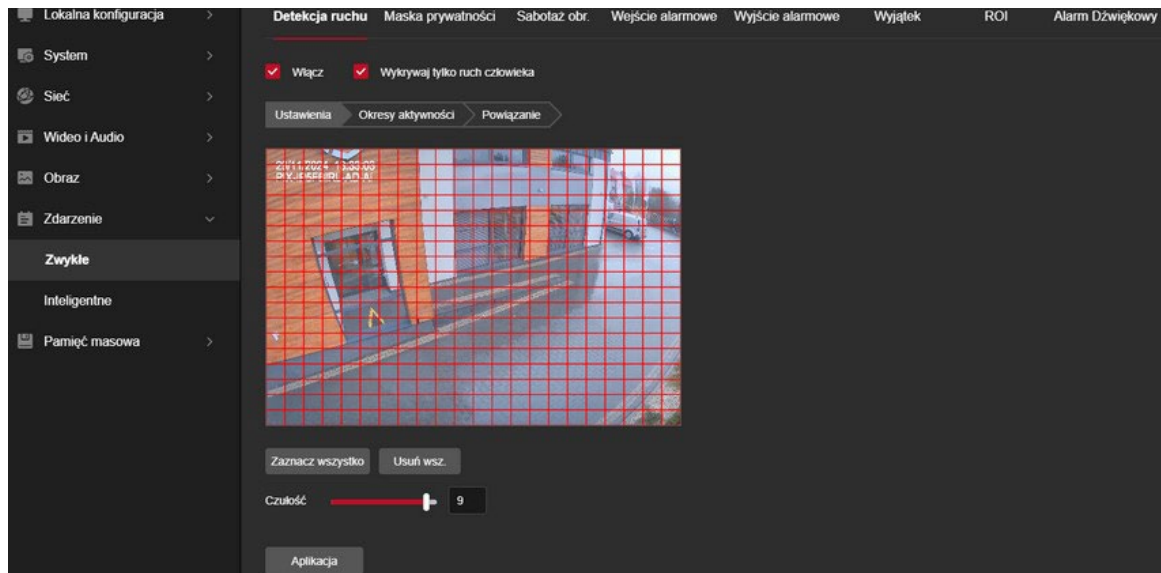 Lokalna konfiguracja
System
Sieć
Wideo i Audio
Obraz
Zdarzenie
Zwykłe
Inteligentne
Pamięć masowa
Detekcja ruchu Maska prywatności Sabotaż obr. Wejście alarmowe Wyjście alarmowe Wyjątek ROI Alarm Dźwiękowy
Włącz Wykrywaj tylko ruch człowieka
Ustawienia Okresy aktywności Powiązanie
Zaznacz wszystko Usuń wsz.
Czułość 9
Aplikacja